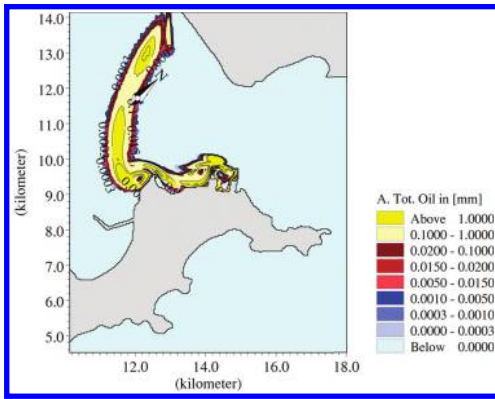 14.0
13.0
12.0
11.0
10.0
9.0
8.0
7.0
6.0
5.0
(kilometer)
12.0 14.0 16.0 18.0
(kilometer)
N
A. Tot. Oil in [mm]
Above 1.0000
0.1000 - 1.0000
0.0200 - 0.1000
0.0150 - 0.0200
0.0050 - 0.0150
0.0010 - 0.0050
0.0003 - 0.0010
0.0000 - 0.0003
Below 0.0000